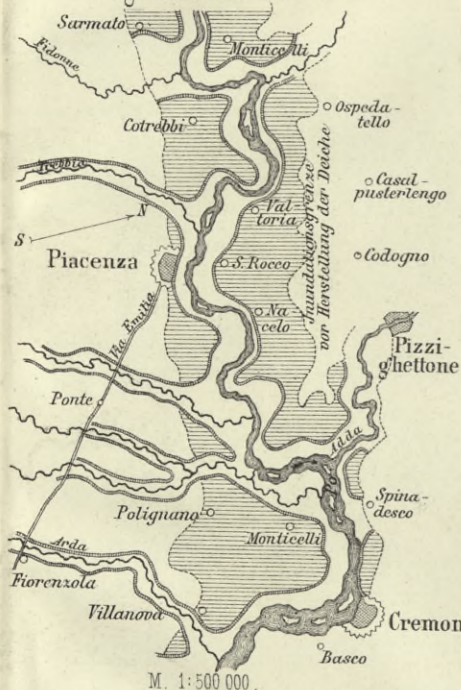 Sarmato
Monticelli
Fidonne
Ospeda-
tello
Cotrebbi
Trebbia
Casal-
pusterlengo
Val-
toria
N
S
Inundationsgrenze
vor Herstellung der Deiche
Piacenza
S. Rocco
Codogno
Via Emilia
Na-
celo
Pizzi-
ghettone
Ponte
Adda
Po
Spina-
desco
Polignano
Monticelli
Arda
Fiorenzola
Villanova
Cremon
Basco
M. 1:500 000.